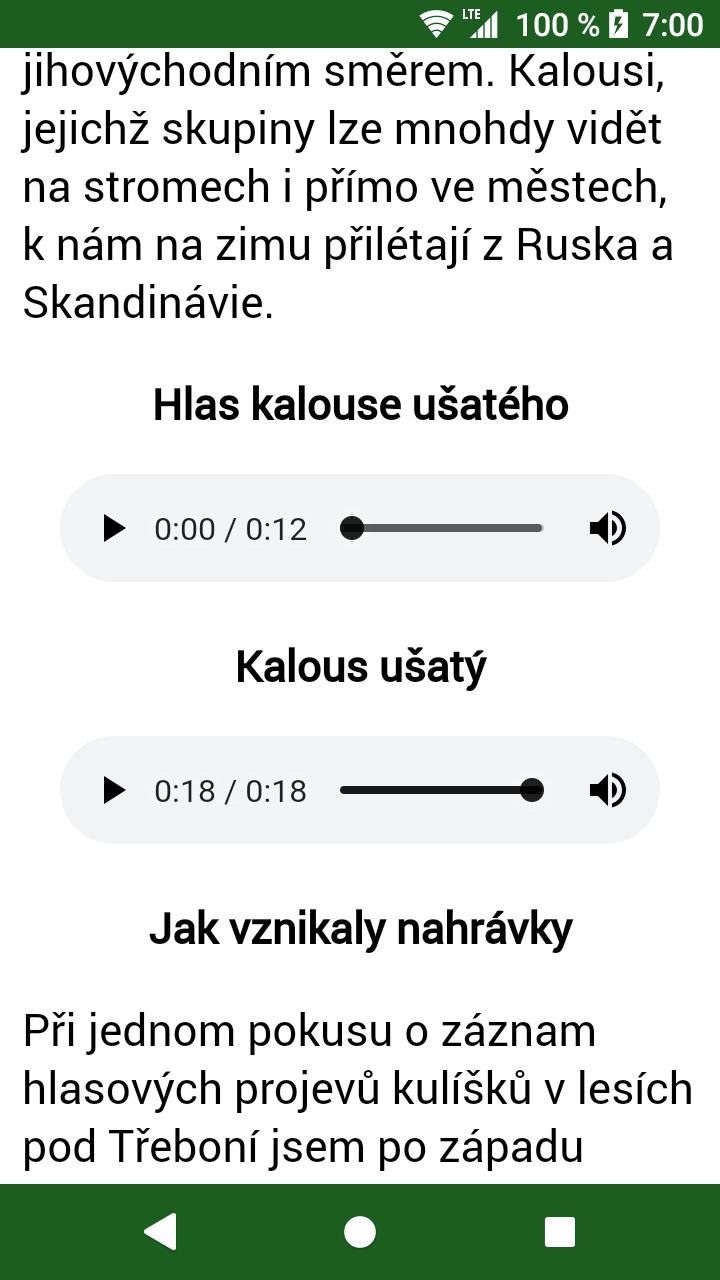 LTE 100 % 7:00
jihovýchodním směrem. Kalousi,
jejichž skupiny lze mnohdy vidět
na stromech i přímo ve městech,
k nám na zimu přilétají z Ruska a
Skandinávie.
Hlas kalouse ušatého
0:00 / 0:12
Kalous ušatý
0:18 / 0:18
Jak vznikaly nahrávky
Při jednom pokusu o záznam
hlasových projevů kulíšků v lesích
pod Třeboní jsem po západu